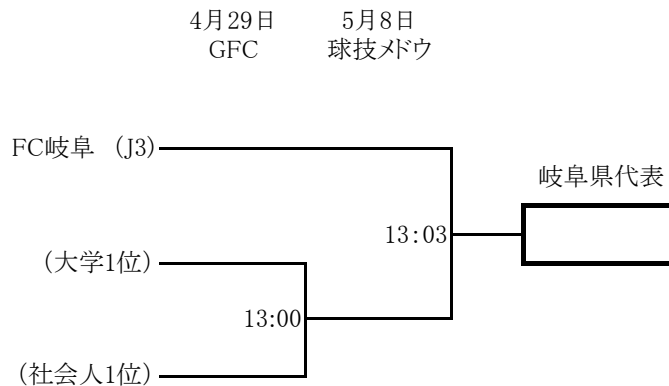 4月29日 5月8日
GFC 球技メドウ
FC岐阜 (J3)
岐阜県代表
13:03
(大学1位)
13:00
(社会人1位)